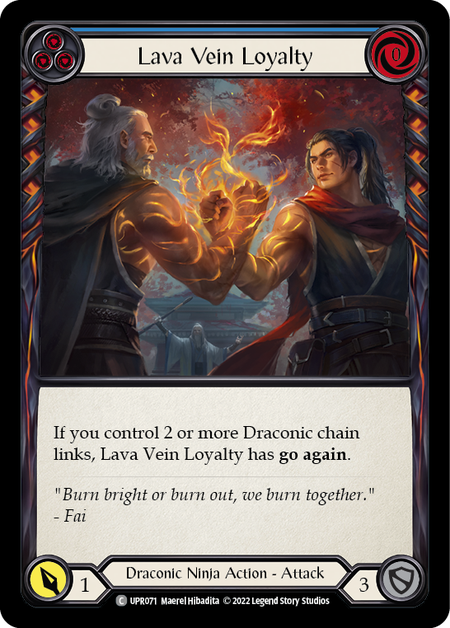 Lava Vein Loyalty
0
If you control 2 or more Draconic chain
links, Lava Vein Loyalty has go again.
"Burn bright or burn out, we burn together."
- Fai
1
Draconic Ninja Action - Attack
3
C UPR071 Maerel Hibadita © 2022 Legend Story Studios